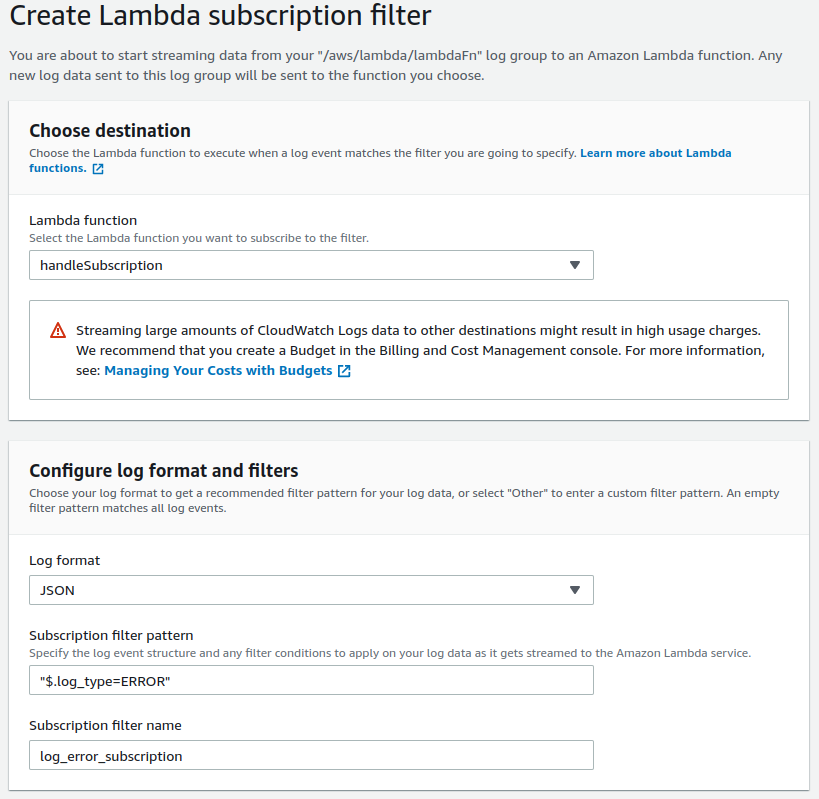 Create Lambda subscription filter
You are about to start streaming data from your "/aws/lambda/lambdaFn" log group to an Amazon Lambda function. Any
new log data sent to this log group will be sent to the function you choose.
Choose destination
Choose the Lambda function to execute when a log event matches the filter you are going to specify. Learn more about Lambda
functions.
Lambda function
Select the Lambda function you want to subscribe to the filter.
handleSubscription
Streaming large amounts of CloudWatch Logs data to other destinations might result in high usage charges.
We recommend that you create a Budget in the Billing and Cost Management console. For more information,
see: Managing Your Costs with Budgets
Configure log format and filters
Choose your log format to get a recommended filter pattern for your log data, or select "Other" to enter a custom filter pattern. An empty
filter pattern matches all log events.
Log format
JSON
Subscription filter pattern
Specify the log event structure and any filter conditions to apply on your log data as it gets streamed to the Amazon Lambda service.
"$.log_type=ERROR"
Subscription filter name
log_error_subscription